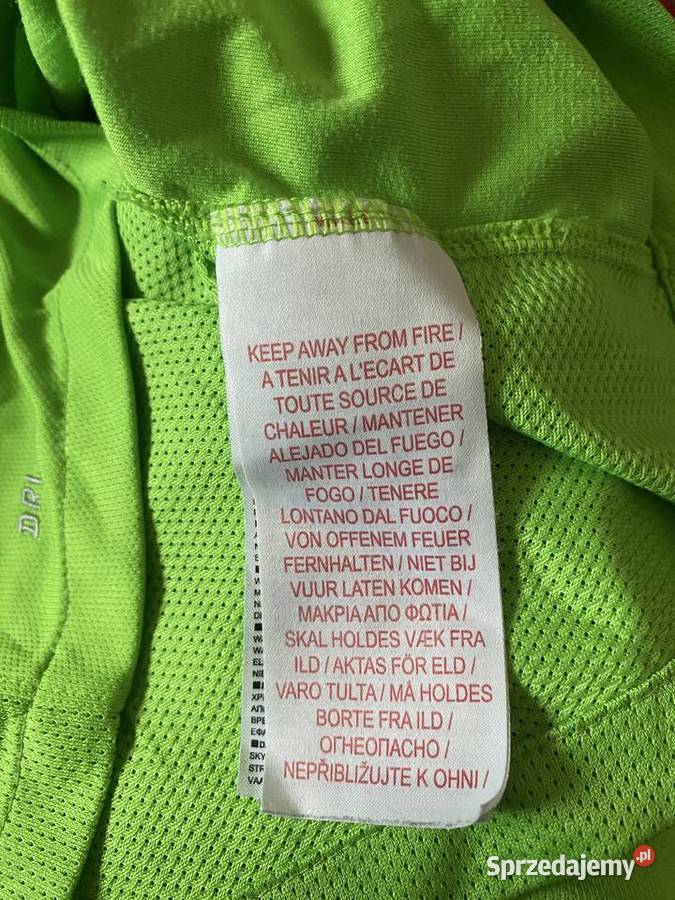 KEEP AWAY FROM FIRE /
A TENIR A L'ECART DE
TOUTE SOURCE DE
CHALEUR / MANTENER
ALEJADO DEL FUEGO /
MANTER LONGE DE
FOGO / TENERE
LONTANO DAL FUOCO /
VON OFFENEM FEUER
FERNHALTEN / NIET BIJ
VUUR LATEN KOMEN /
ΜΑΚΡΙΑ ΑΠΟ ΦΩΤΙΑ /
SKAL HOLDES VÆK FRA
ILD / AKTAS FÖR ELD /
VARO TULTA / MÅ HOLDES
BORTE FRA ILD /
ОГНЕОПАСНО /
NEPŘIBLIŽUJTE K OHNI /
DRI
Sprzedajemy.pl